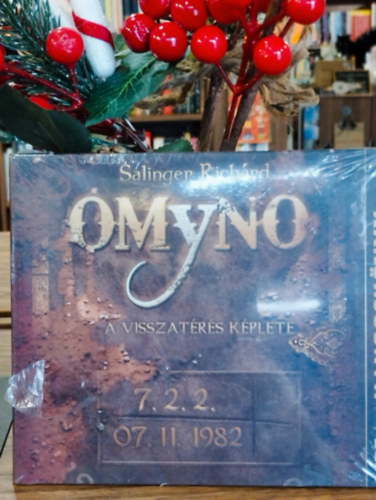 Salinger Richárd
OMyNO
A VISSZATÉRÉS KÉPLETE
7. 2. 2.
07. 11. 1982